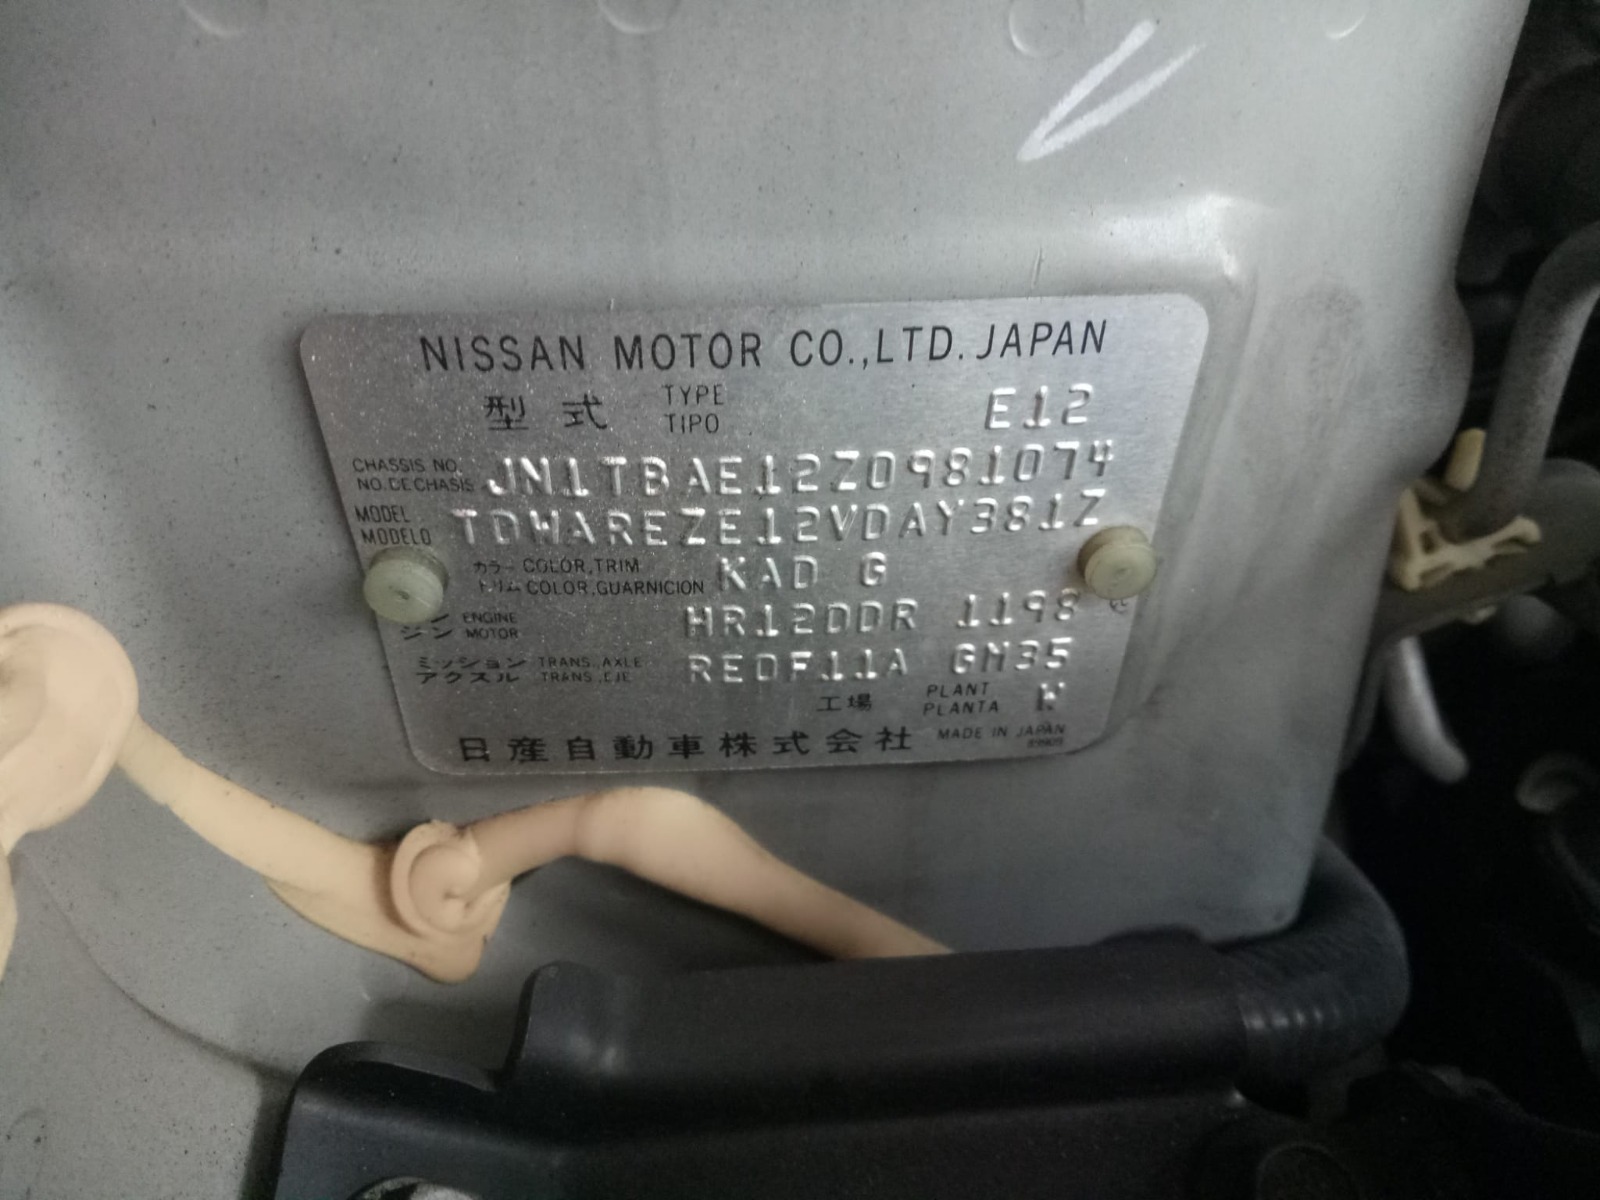 NISSAN MOTOR CO.,LTD. JAPAN
型式 TYPE TIPO E12
CHASSIS NO. NO.DE CHASIS JN1TBAE12Z0981074
MODEL MODELO TDWAREZE12VDAY381Z
カラー トリム COLOR,TRIM COLOR,GUARNICION KAD G
ン ジン ENGINE MOTOR HR12DDR 1198
ミッション アクスル TRANS.,AXLE TRANS.,EJE RE0F11A GM35
工場 PLANT PLANTA W
日産自動車株式会社 MADE IN JAPAN